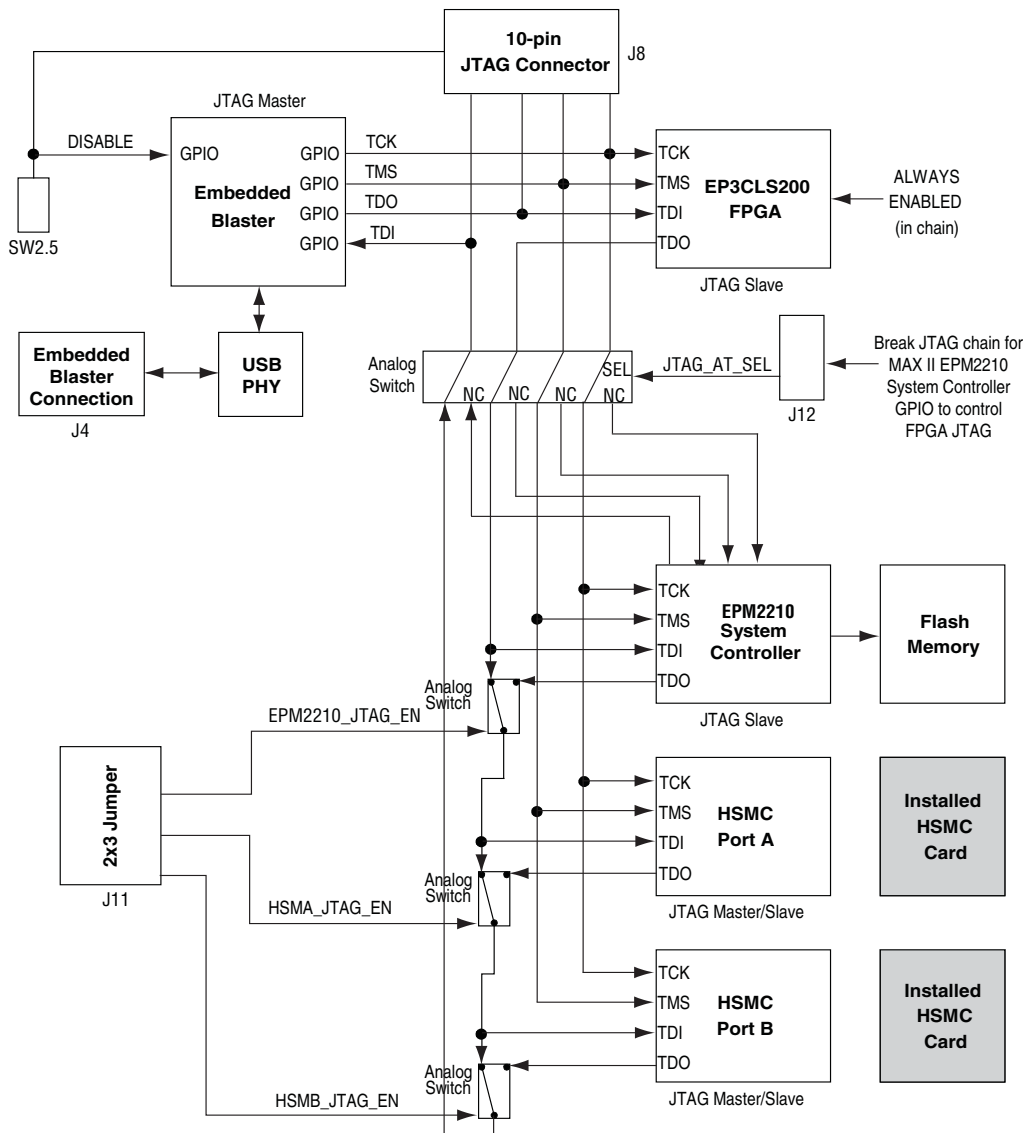 10-pin
JTAG Connector
J8
JTAG Master
DISABLE
GPIO
GPIO
TCK
TCK
GPIO
TMS
TMS
Embedded
Blaster
GPIO
TDO
TDI
GPIO
TDI
TDO
EP3CLS200
FPGA
ALWAYS
ENABLED
(in chain)
SW2.5
JTAG Slave
Embedded
Blaster
Connection
J4
USB
PHY
Analog
Switch
NC
NC
SEL
NC
JTAG_AT_SEL
J12
Break JTAG chain for
MAX II EPM2210
System Controller
GPIO to control
FPGA JTAG
TCK
TMS
TDI
TDO
EPM2210
System
Controller
JTAG Slave
Flash
Memory
Analog
Switch
EPM2210_JTAG_EN
2x3 Jumper
J11
TCK
TMS
TDI
TDO
HSMC
Port A
JTAG Master/Slave
Installed
HSMC
Card
Analog
Switch
HSMA_JTAG_EN
TCK
TMS
TDI
TDO
HSMC
Port B
JTAG Master/Slave
Installed
HSMC
Card
Analog
Switch
HSMB_JTAG_EN